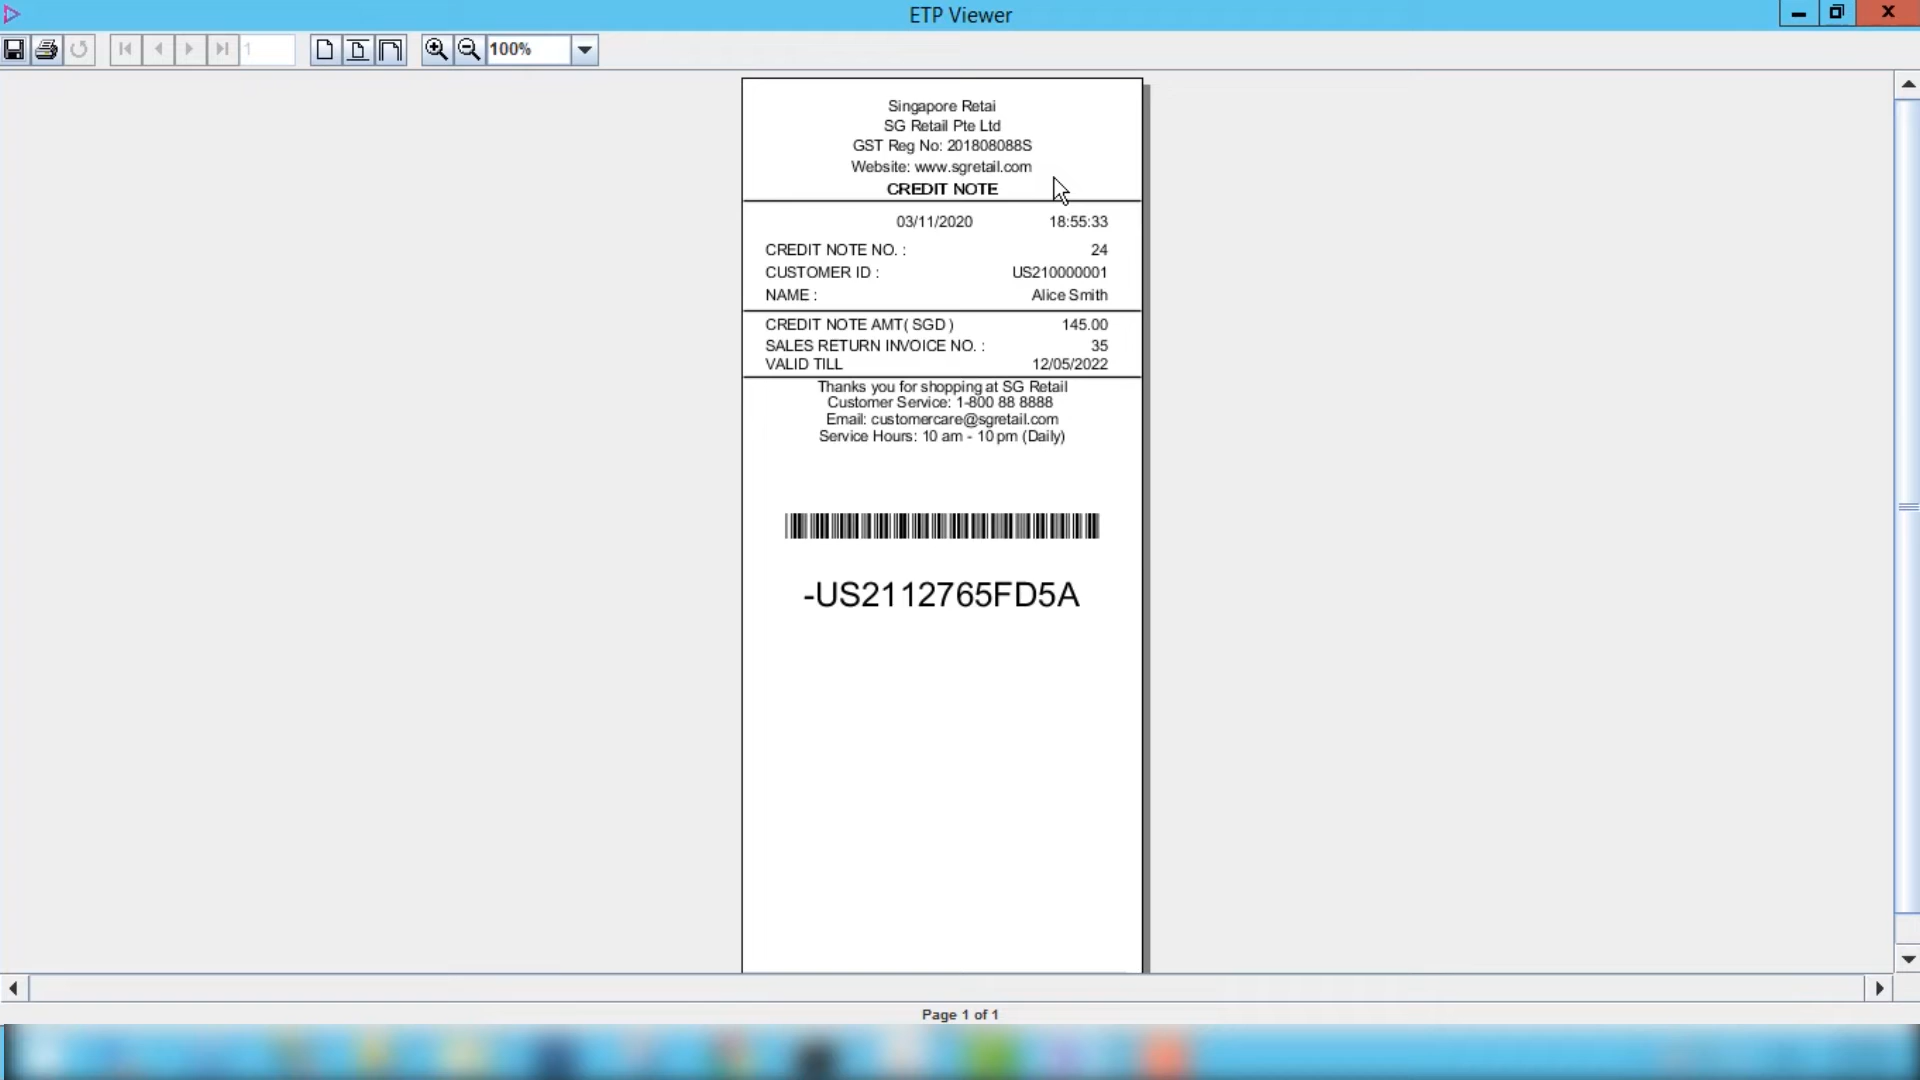 ETP Viewer
1
100%
Singapore Retai
SG Retail Pte Ltd
GST Reg No: 201808088S
Website: www.sgretail.com
CREDIT NOTE
03/11/2020 18:55:33
CREDIT NOTE NO. : 24
CUSTOMER ID : US210000001
NAME : Alice Smith
CREDIT NOTE AMT( SGD ) 145.00
SALES RETURN INVOICE NO. : 35
VALID TILL 12/05/2022
Thanks you for shopping at SG Retail
Customer Service: 1-800 88 8888
Email: customercare@sgretail.com
Service Hours: 10 am - 10 pm (Daily)
-US2112765FD5A
Page 1 of 1